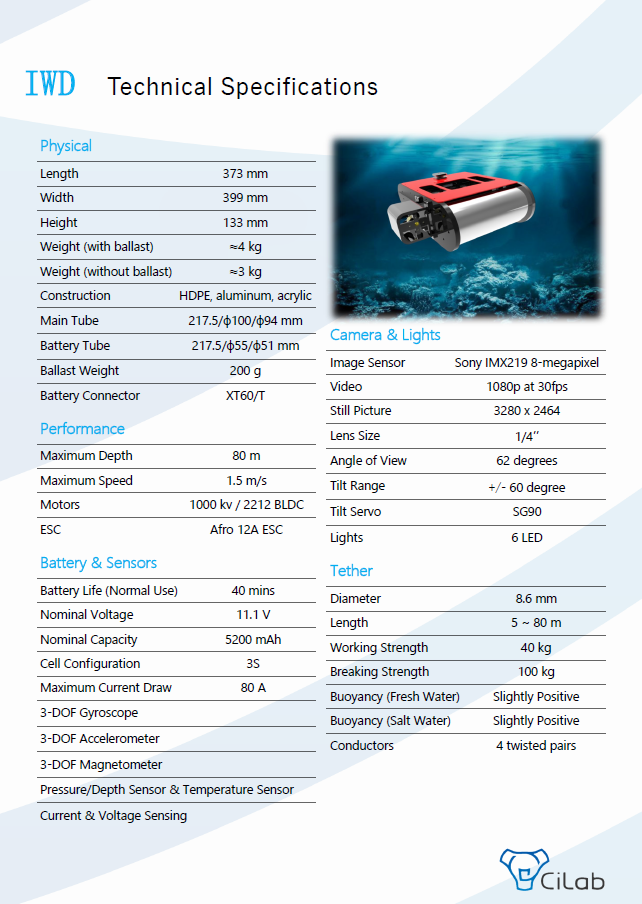 IWD Technical Specifications
Physical
Length 373 mm
Width 399 mm
Height 133 mm
Weight (with ballast) ≈4 kg
Weight (without ballast) ≈3 kg
Construction HDPE, aluminum, acrylic
Main Tube 217.5/ϕ100/ϕ94 mm
Battery Tube 217.5/ϕ55/ϕ51 mm
Ballast Weight 200 g
Battery Connector XT60/T
Performance
Maximum Depth 80 m
Maximum Speed 1.5 m/s
Motors 1000 kv / 2212 BLDC
ESC Afro 12A ESC
Battery & Sensors
Battery Life (Normal Use) 40 mins
Nominal Voltage 11.1 V
Nominal Capacity 5200 mAh
Cell Configuration 3S
Maximum Current Draw 80 A
3-DOF Gyroscope
3-DOF Accelerometer
3-DOF Magnetometer
Pressure/Depth Sensor & Temperature Sensor
Current & Voltage Sensing
Camera & Lights
Image Sensor Sony IMX219 8-megapixel
Video 1080p at 30fps
Still Picture 3280 x 2464
Lens Size 1/4’’
Angle of View 62 degrees
Tilt Range +/- 60 degree
Tilt Servo SG90
Lights 6 LED
Tether
Diameter 8.6 mm
Length 5 ~ 80 m
Working Strength 40 kg
Breaking Strength 100 kg
Buoyancy (Fresh Water) Slightly Positive
Buoyancy (Salt Water) Slightly Positive
Conductors 4 twisted pairs
CiLab